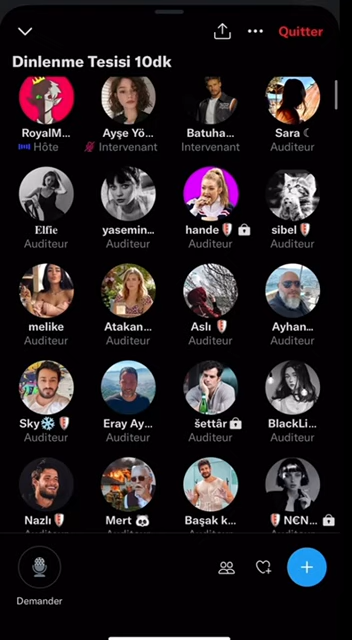 Quitter
Dinlenme Tesisi 10dk
RoyalM... Ayşe Yö... Batuha... Sara ☾
Hôte Intervenant Intervenant Auditeur
Elfie yasemin... hande sibel
Auditeur Auditeur Auditeur Auditeur
melike Atakan... Aslı Ayhan...
Auditeur Auditeur Auditeur Auditeur
Sky❄️ Eray Ay... šettâr BlackLi...
Auditeur Auditeur Auditeur Auditeur
Nazlı Mert 🐼 Başak k... N€N...
Demander